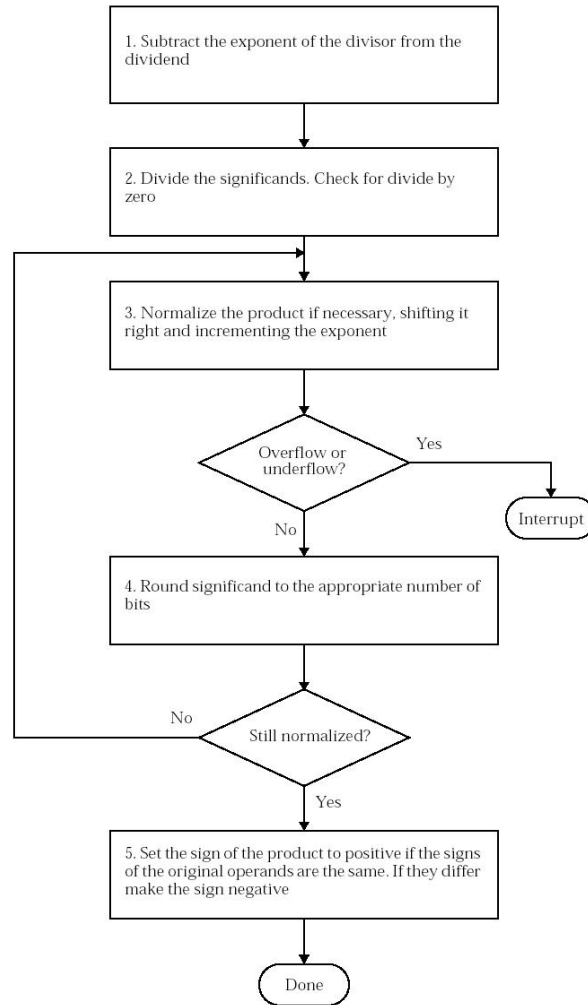 1. Subtract the exponent of the divisor from the
dividend
2. Divide the significands. Check for divide by
zero
3. Normalize the product if necessary, shifting it
right and incrementing the exponent
Overflow or
underflow?
Yes
Interrupt
No
4. Round significand to the appropriate number of
bits
No
Still normalized?
Yes
5. Set the sign of the product to positive if the signs
of the original operands are the same. If they differ
make the sign negative
Done